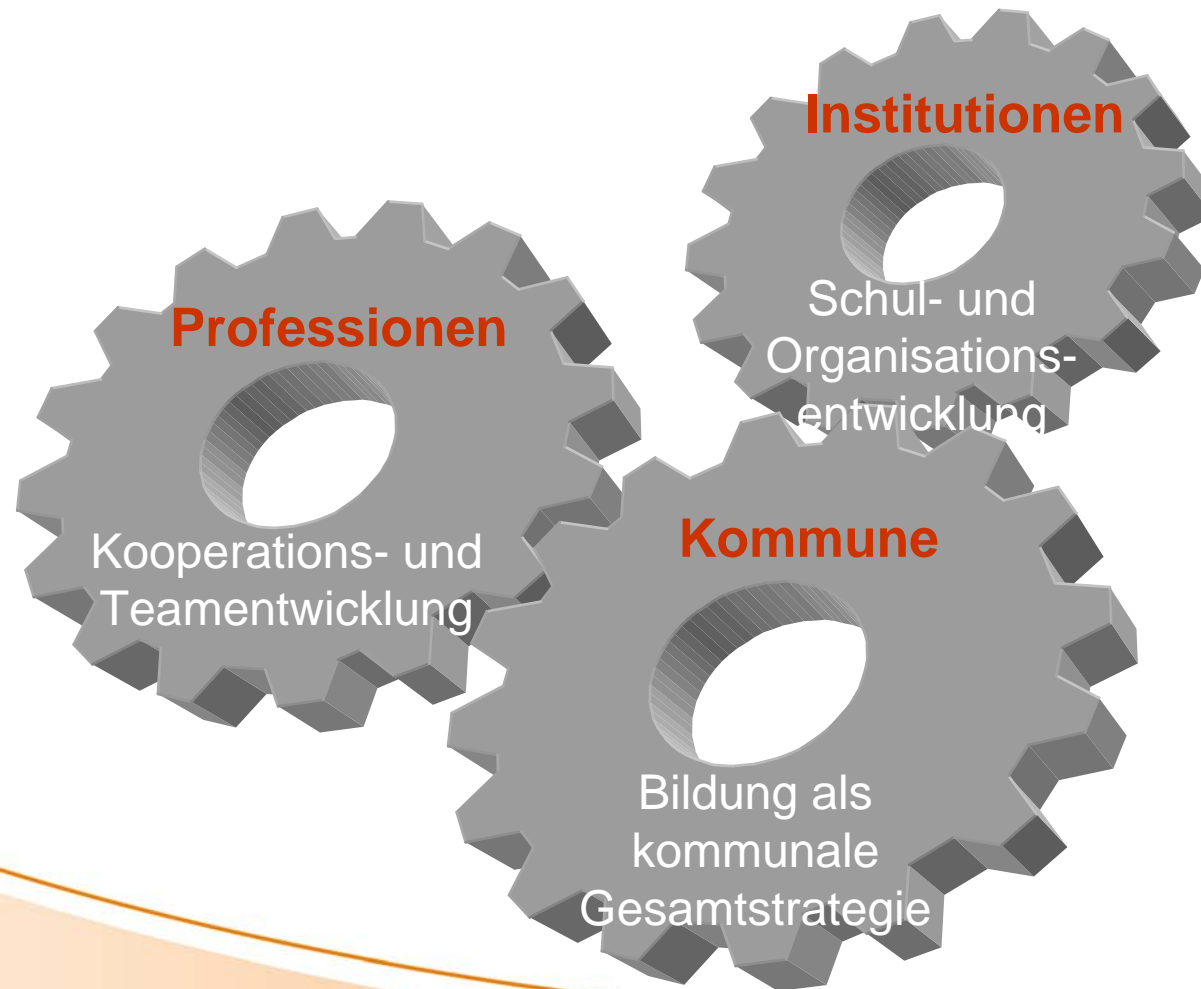 Institutionen
Schul- und
Organisations-
entwicklung
Professionen
Kooperations- und
Teamentwicklung
Kommune
Bildung als
kommunale
Gesamtstrategie